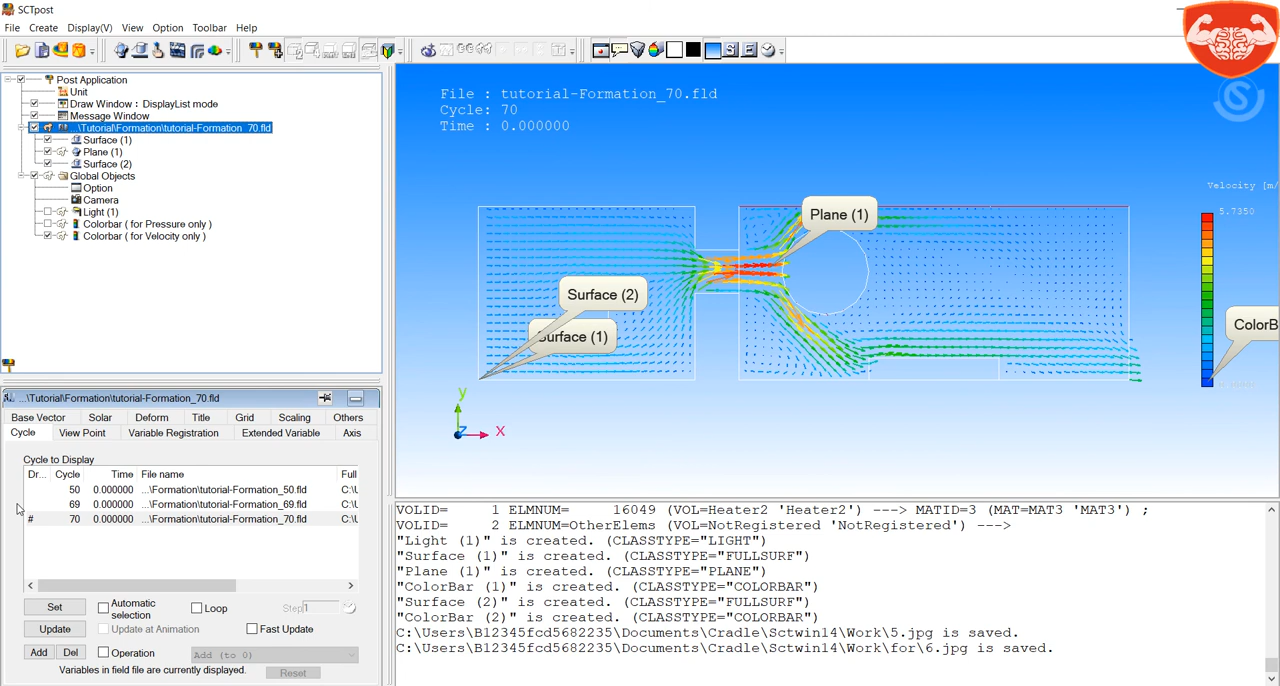 SCTpost
File Create Display(V) View Option Toolbar Help
Post Application
Unit
Draw Window : DisplayList mode
Message Window
...\Tutorial\Formation\tutorial-Formation_70.fld
Surface (1)
Plane (1)
Surface (2)
Global Objects
Option
Camera
Light (1)
Colorbar ( for Pressure only )
Colorbar ( for Velocity only )
File : tutorial-Formation_70.fld
Cycle: 70
Time : 0.000000
Velocity [m/
5.7350
Plane (1)
Surface (2)
Surface (1)
ColorB
y
Z X
...\Tutorial\Formation\tutorial-Formation_70.fld
Base Vector Solar Deform Title Grid Scaling Others
Cycle View Point Variable Registration Extended Variable Axis
Cycle to Display
Dr... Cycle Time File name Full
50 0.000000 ...\Formation\tutorial-Formation_50.fld C:\
69 0.000000 ...\Formation\tutorial-Formation_69.fld C:\
# 70 0.000000 ...\Formation\tutorial-Formation_70.fld C:\
Set Automatic selection Loop Step 1
Update Update at Animation Fast Update
Add Del Operation Add (to 0)
Variables in field file are currently displayed. Reset
VOLID= 1 ELMNUM= 16049 (VOL=Heater2 'Heater2') ---> MATID=3 (MAT=MAT3 'MAT3') ;
VOLID= 2 ELMNUM=OtherElems (VOL=NotRegistered 'NotRegistered') --->
"Light (1)" is created. (CLASSTYPE="LIGHT")
"Surface (1)" is created. (CLASSTYPE="FULLSURF")
"Plane (1)" is created. (CLASSTYPE="PLANE")
"ColorBar (1)" is created. (CLASSTYPE="COLORBAR")
"Surface (2)" is created. (CLASSTYPE="FULLSURF")
"ColorBar (2)" is created. (CLASSTYPE="COLORBAR")
C:\Users\B12345fcd5682235\Documents\Cradle\Sctwin14\Work\5.jpg is saved.
C:\Users\B12345fcd5682235\Documents\Cradle\Sctwin14\Work\for\6.jpg is saved.